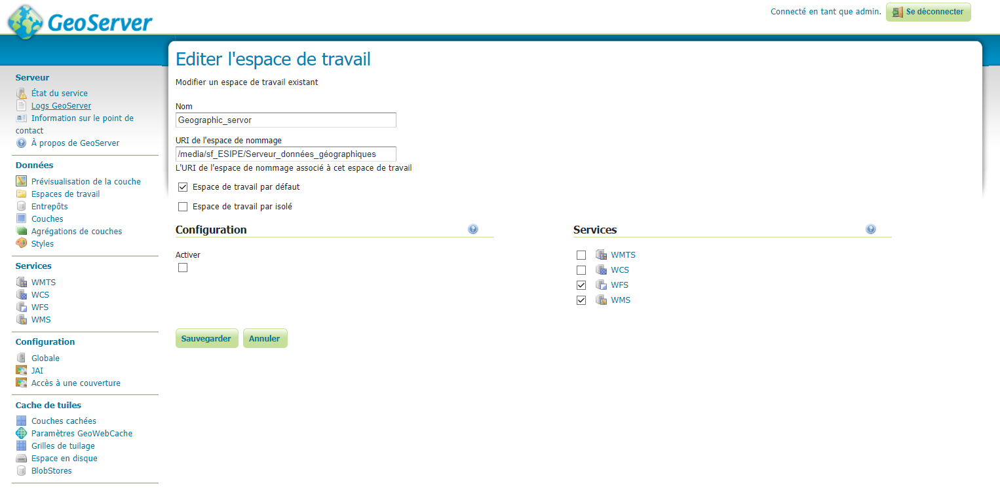 GeoServer
Connecté en tant que admin.
Se déconnecter
Serveur
État du service
Logs GeoServer
Information sur le point de
contact
À propos de GeoServer
Données
Prévisualisation de la couche
Espaces de travail
Entrepôts
Couches
Agrégations de couches
Styles
Services
WMTS
WCS
WFS
WMS
Configuration
Globale
JAI
Accès à une couverture
Cache de tuiles
Couches cachées
Paramètres GeoWebCache
Grilles de tuilage
Espace en disque
BlobStores
Editer l'espace de travail
Modifier un espace de travail existant
Nom
Geographic_servor
URI de l'espace de nommage
/media/sf_ESIPE/Serveur_données_géographiques
L'URI de l'espace de nommage associé à cet espace de travail
Espace de travail par défaut
Espace de travail par isolé
Configuration
Activer
Services
WMTS
WCS
WFS
WMS
Sauvegarder
Annuler